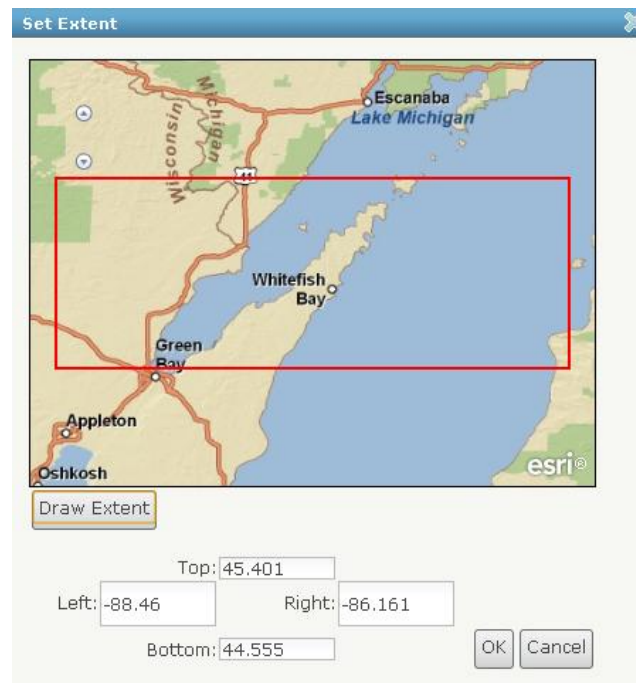 Set Extent
Escanaba
Lake Michigan
Michigan
Wisconsin
41
Whitefish
Bay
Green
Bay
Appleton
Oshkosh
esri®
Draw Extent
Top: 45.401
Left: -88.46 Right: -86.161
Bottom: 44.555
OK Cancel